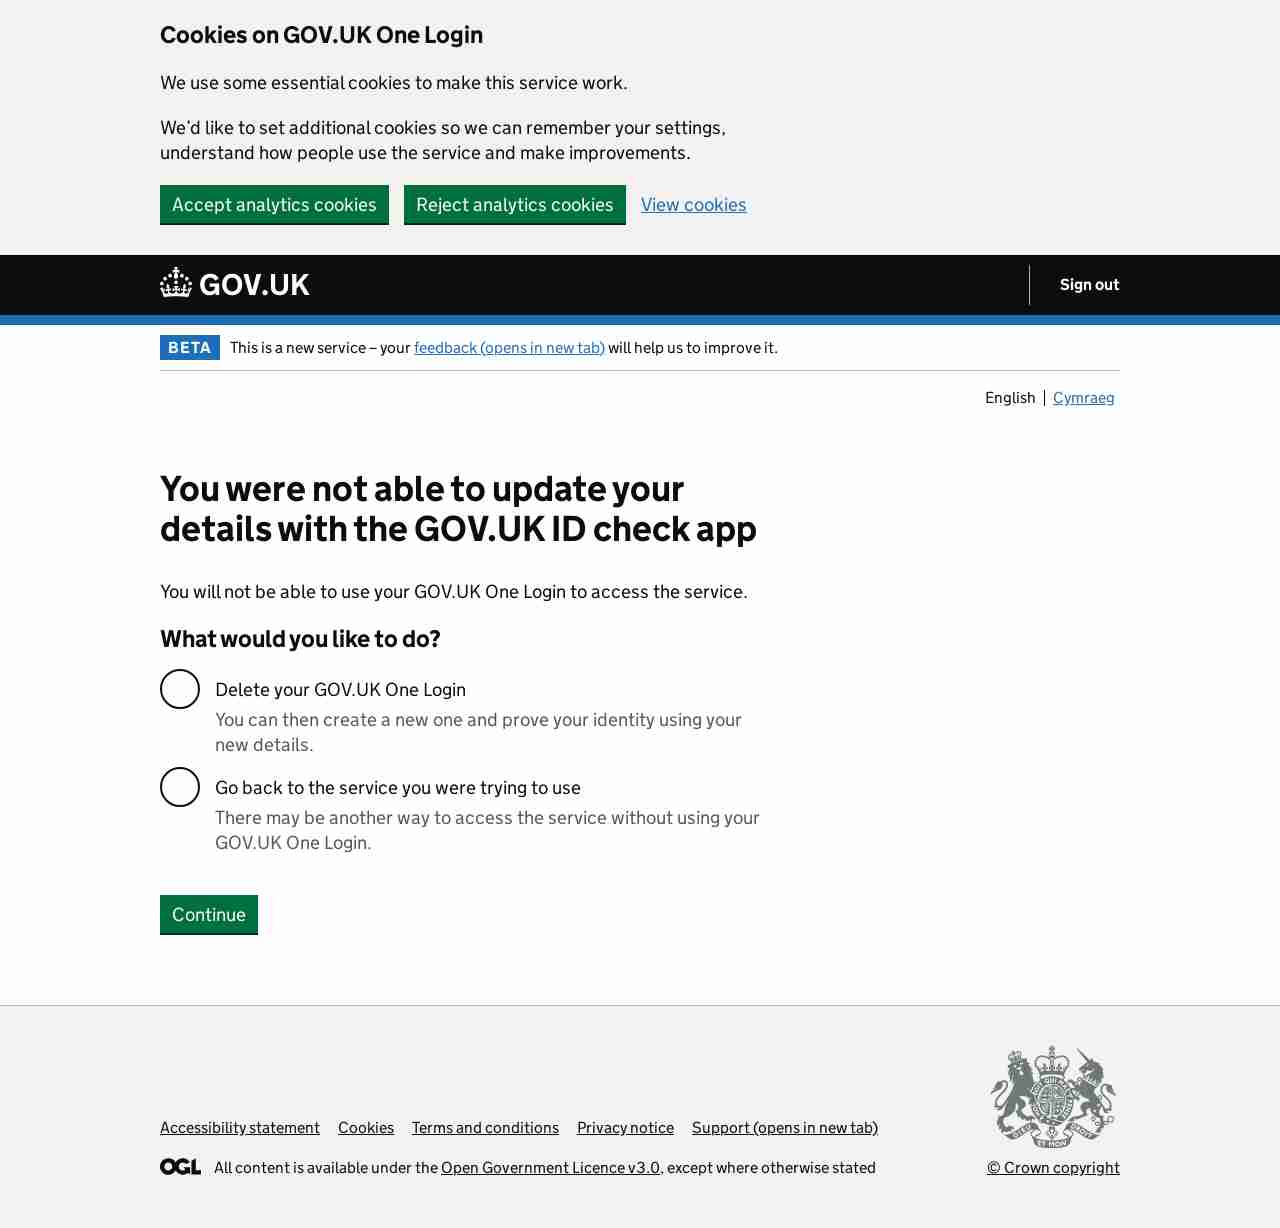 Cookies on GOV.UK One Login
We use some essential cookies to make this service work.
We'd like to set additional cookies so we can remember your settings,
understand how people use the service and make improvements.
Accept analytics cookies Reject analytics cookies View cookies
GOV.UK Sign out
BETA This is a new service – your feedback (opens in new tab) will help us to improve it.
English Cymraeg
You were not able to update your
details with the GOV.UK ID check app
You will not be able to use your GOV.UK One Login to access the service.
What would you like to do?
Delete your GOV.UK One Login
You can then create a new one and prove your identity using your
new details.
Go back to the service you were trying to use
There may be another way to access the service without using your
GOV.UK One Login.
Continue
Accessibility statement Cookies Terms and conditions Privacy notice Support (opens in new tab)
OGL All content is available under the Open Government Licence v3.0, except where otherwise stated
© Crown copyright